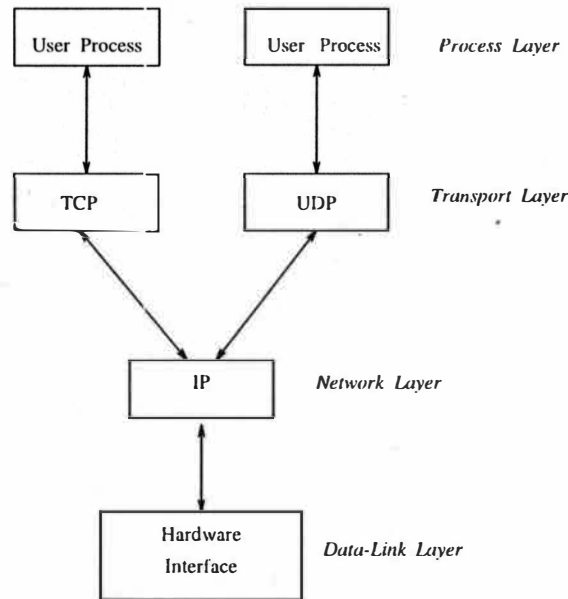 User Process
User Process
Process Layer
TCP
UDP
Transport Layer
IP
Network Layer
Hardware
Interface
Data-Link Layer